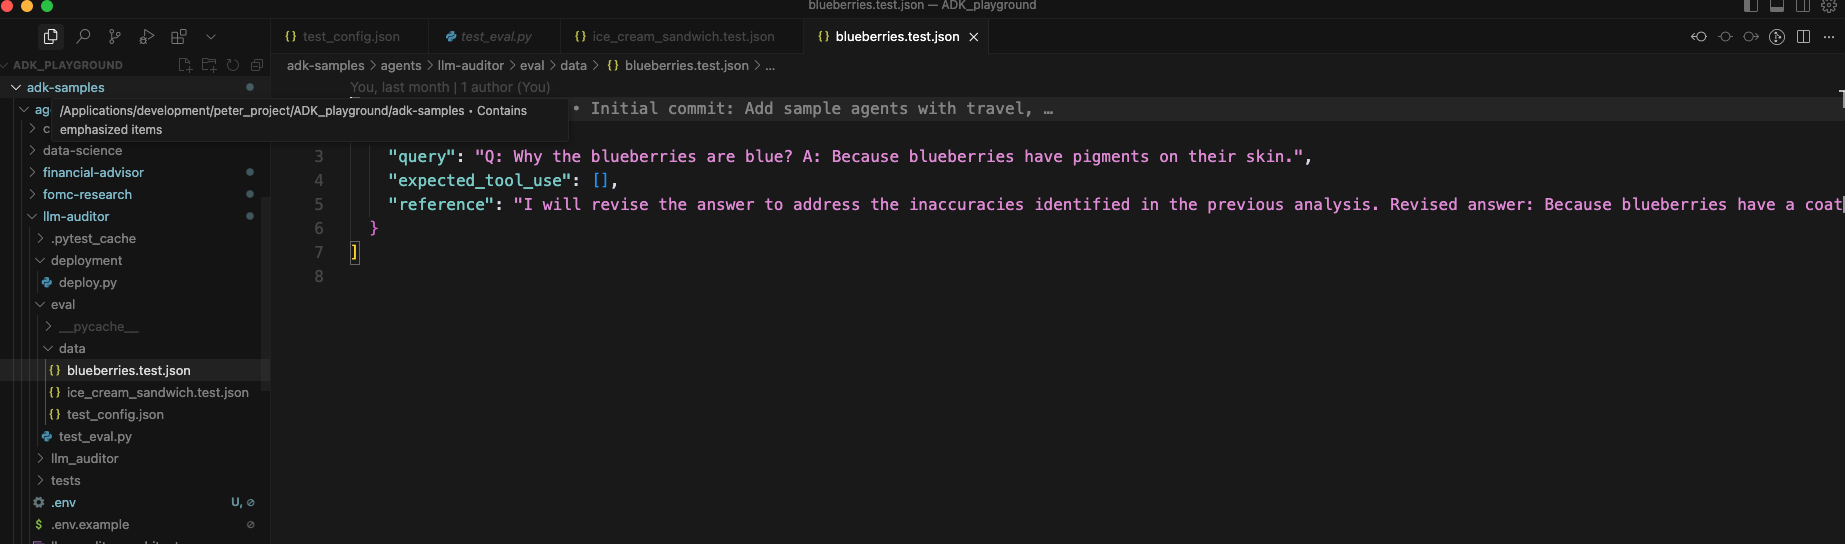 blueberries.test.json — ADK_playground
test_config.json
test_eval.py
ice_cream_sandwich.test.json
blueberries.test.json
ADK_PLAYGROUND
adk-samples > agents > llm-auditor > eval > data > {} blueberries.test.json > ...
adk-samples
You, last month | 1 author (You)
ag
/Applications/development/peter_project/ADK_playground/adk-samples • Contains
emphasized items
• Initial commit: Add sample agents with travel, …
c
data-science
financial-advisor
fomc-research
llm-auditor
.pytest_cache
deployment
deploy.py
eval
__pycache__
data
blueberries.test.json
ice_cream_sandwich.test.json
test_config.json
test_eval.py
llm_auditor
tests
.env
U,
.env.example
3 "query": "Q: Why the blueberries are blue? A: Because blueberries have pigments on their skin.",
4 "expected_tool_use": [],
5 "reference": "I will revise the answer to address the inaccuracies identified in the previous analysis. Revised answer: Because blueberries have a coat
6 }
7 ]
8